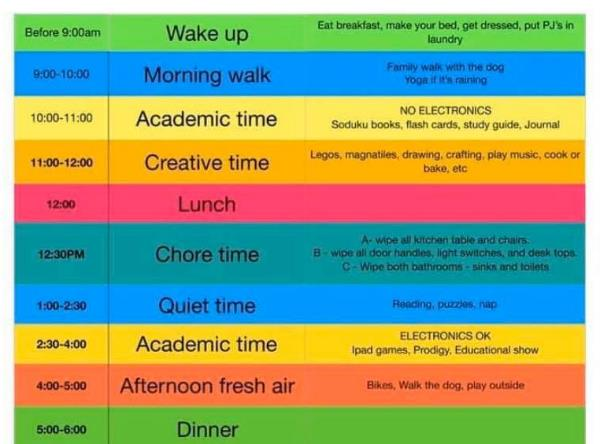 Before 9:00am
Wake up
Eat breakfast, make your bed, get dressed, put PJ's in
laundry
9:00-10:00
Morning walk
Family walk with the dog
Yoga if it's raining
10:00-11:00
Academic time
NO ELECTRONICS
Soduku books, flash cards, study guide, Journal
11:00-12:00
Creative time
Legos, magnatiles, drawing, crafting, play music, cook or
bake, etc
12:00
Lunch
12:30PM
Chore time
A- wipe all kitchen table and chairs.
B - wipe all door handles, light switches, and desk tops.
C - Wipe both bathrooms - sinks and toilets
1:00-2:30
Quiet time
Reading, puzzles, nap
2:30-4:00
Academic time
ELECTRONICS OK
Ipad games, Prodigy, Educational show
4:00-5:00
Afternoon fresh air
Bikes, Walk the dog, play outside
5:00-6:00
Dinner